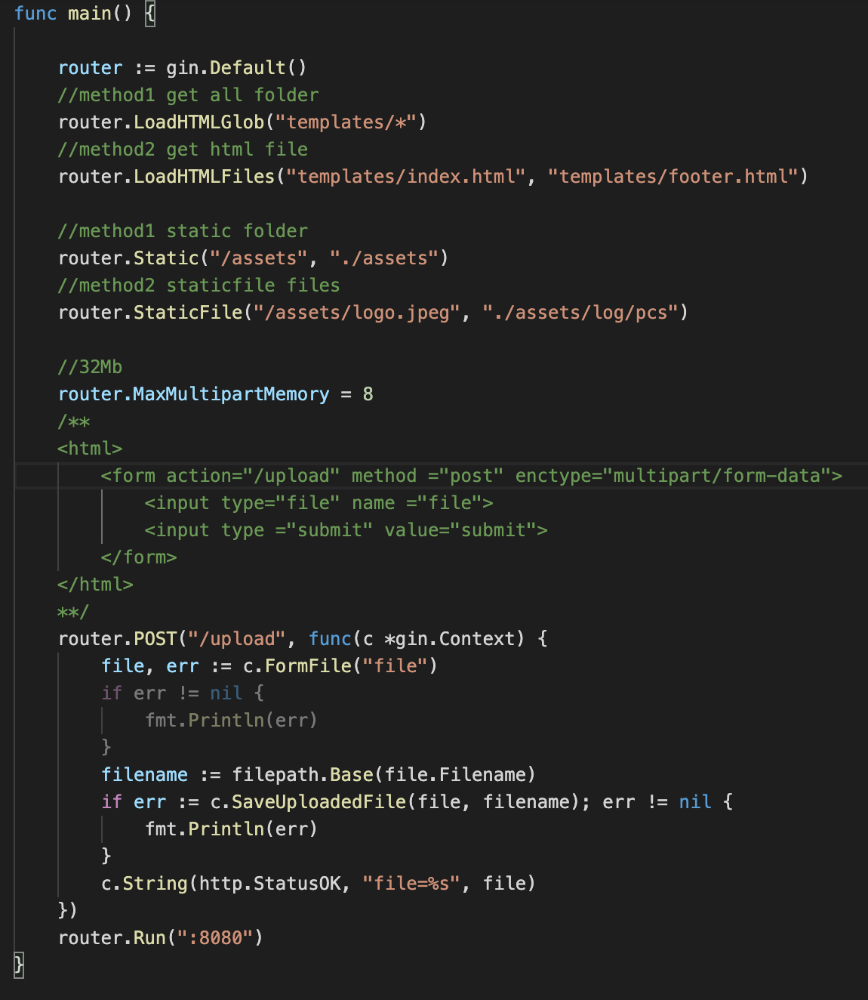 func main() {
router := gin.Default()
//method1 get all folder
router.LoadHTMLGlob("templates/*")
//method2 get html file
router.LoadHTMLFiles("templates/index.html", "templates/footer.html")
//method1 static folder
router.Static("/assets", "./assets")
//method2 staticfile files
router.StaticFile("/assets/logo.jpeg", "./assets/log/pcs")
//32Mb
router.MaxMultipartMemory = 8
/**
<html>
<form action="/upload" method ="post" enctype="multipart/form-data">
<input type="file" name ="file">
<input type ="submit" value="submit">
</form>
</html>
**/
router.POST("/upload", func(c *gin.Context) {
file, err := c.FormFile("file")
if err != nil {
fmt.Println(err)
}
filename := filepath.Base(file.Filename)
if err := c.SaveUploadedFile(file, filename); err != nil {
fmt.Println(err)
}
c.String(http.StatusOK, "file=%s", file)
})
router.Run(":8080")
}